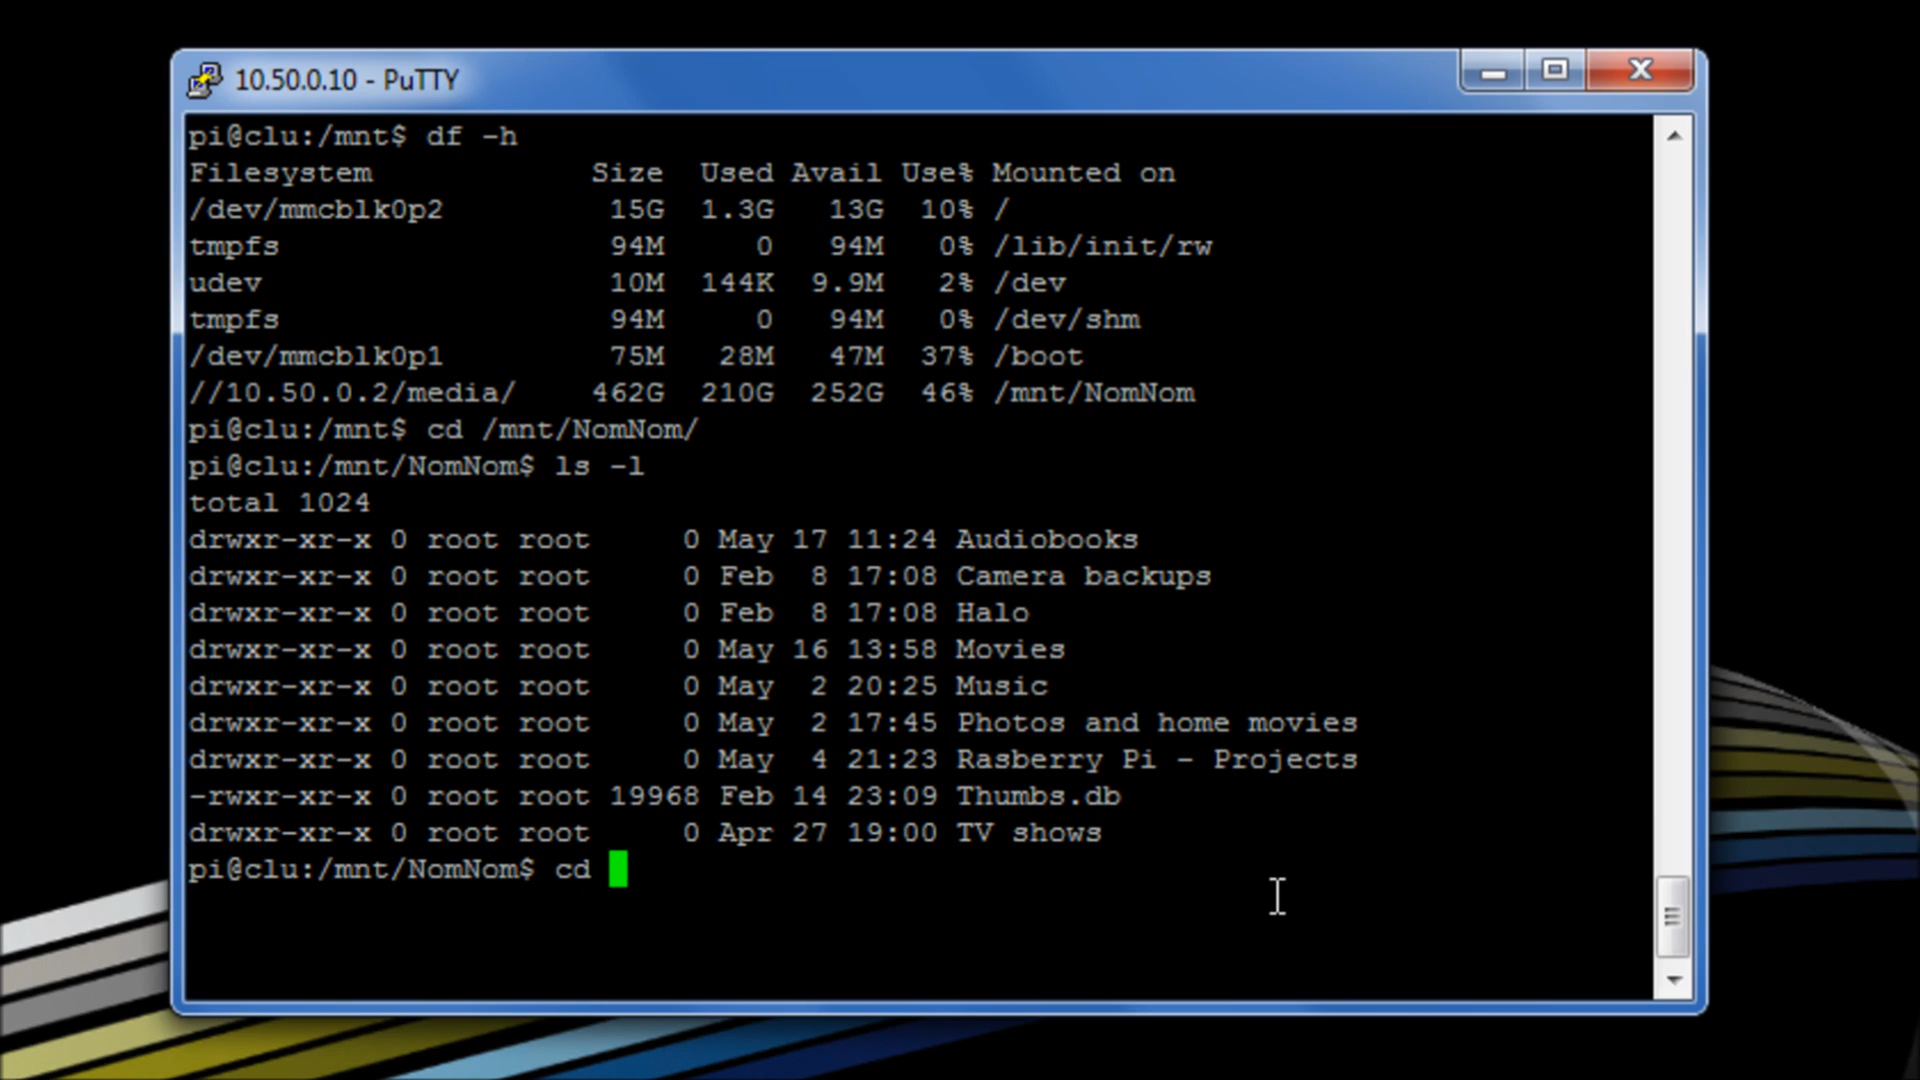 10.50.0.10 - PuTTY
pi@clu:/mnt$ df -h
Filesystem            Size  Used Avail Use% Mounted on
/dev/mmcblk0p2         15G  1.3G   13G  10% /
tmpfs                  94M     0   94M   0% /lib/init/rw
udev                   10M  144K  9.9M   2% /dev
tmpfs                  94M     0   94M   0% /dev/shm
/dev/mmcblk0p1         75M   28M   47M  37% /boot
//10.50.0.2/media/    462G  210G  252G  46% /mnt/NomNom
pi@clu:/mnt$ cd /mnt/NomNom/
pi@clu:/mnt/NomNom$ ls -l
total 1024
drwxr-xr-x 0 root root     0 May 17 11:24 Audiobooks
drwxr-xr-x 0 root root     0 Feb  8 17:08 Camera backups
drwxr-xr-x 0 root root     0 Feb  8 17:08 Halo
drwxr-xr-x 0 root root     0 May 16 13:58 Movies
drwxr-xr-x 0 root root     0 May  2 20:25 Music
drwxr-xr-x 0 root root     0 May  2 17:45 Photos and home movies
drwxr-xr-x 0 root root     0 May  4 21:23 Rasberry Pi - Projects
-rwxr-xr-x 0 root root 19968 Feb 14 23:09 Thumbs.db
drwxr-xr-x 0 root root     0 Apr 27 19:00 TV shows
pi@clu:/mnt/NomNom$ cd